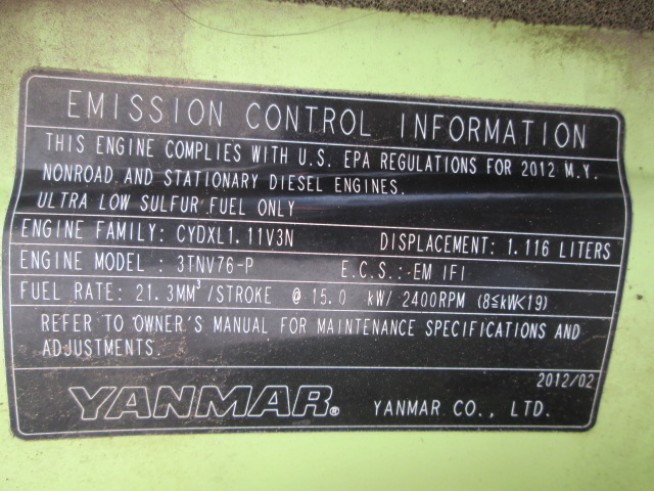 EMISSION CONTROL INFORMATION
THIS ENGINE COMPLIES WITH U.S. EPA REGULATIONS FOR 2012 M.Y.
NONROAD AND STATIONARY DIESEL ENGINES.
ULTRA LOW SULFUR FUEL ONLY
ENGINE FAMILY: CYDXL1.11V3N DISPLACEMENT: 1.116 LITERS
ENGINE MODEL : 3TNV76-P E.C.S.: EM IFI
FUEL RATE: 21.3MM³/STROKE @ 15.0 kW/ 2400RPM (8≦kW<19)
REFER TO OWNER'S MANUAL FOR MAINTENANCE SPECIFICATIONS AND
ADJUSTMENTS.
2012/02
YANMAR® YANMAR CO., LTD.